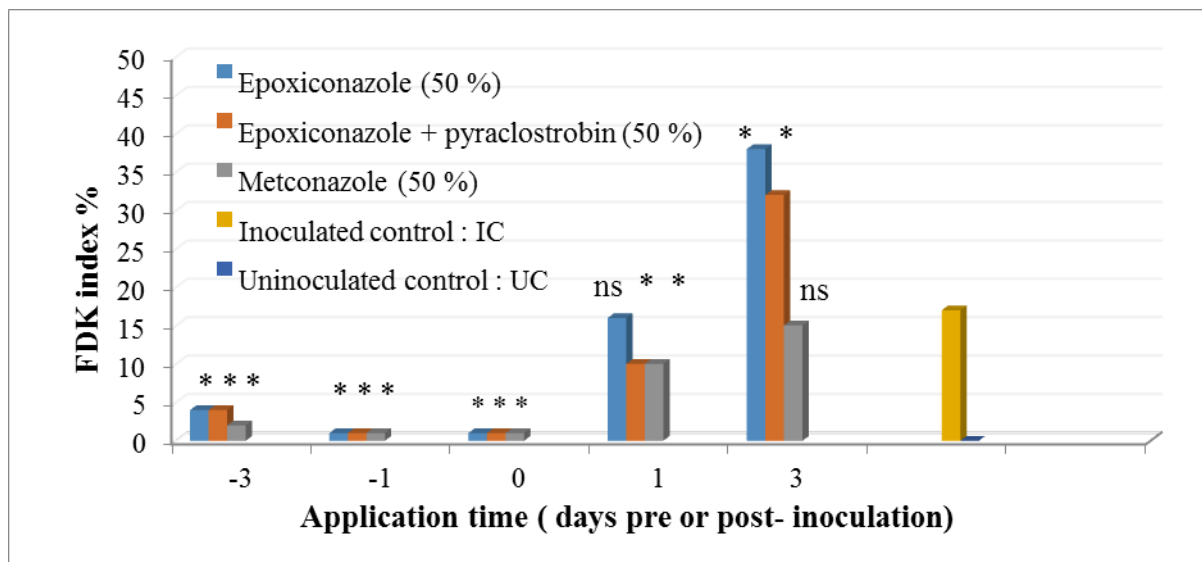 FDK index %
50
45
40
35
30
25
20
15
10
5
0
Epoxiconazole (50 %)
Epoxiconazole + pyraclostrobin (50 %)
Metconazole (50 %)
Inoculated control : IC
Uninoculated control : UC
* * *
* * *
* * *
ns * *
* *
ns
-3 -1 0 1 3
Application time ( days pre or post- inoculation)